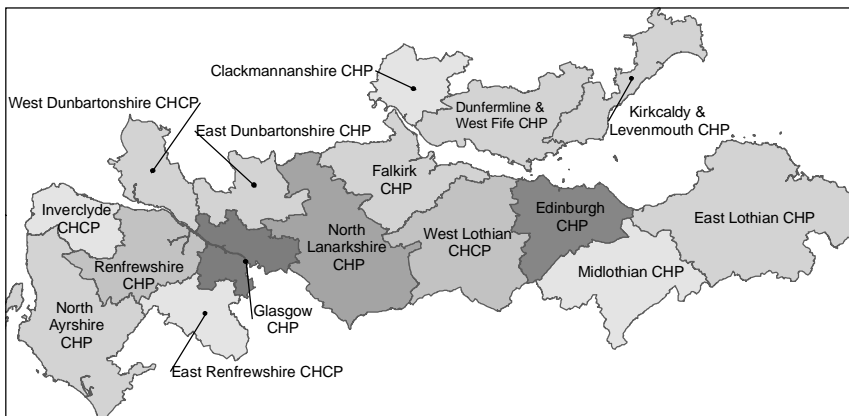 Clackmannanshire CHP
West Dunbartonshire CHCP
East Dunbartonshire CHP
Dunfermline &
West Fife CHP
Kirkcaldy &
Levenmouth CHP
Falkirk
CHP
Inverclyde
CHCP
North
Lanarkshire
CHP
West Lothian
CHCP
Edinburgh
CHP
East Lothian CHP
Renfrewshire
CHP
Midlothian CHP
North
Ayrshire
CHP
Glasgow
CHP
East Renfrewshire CHCP